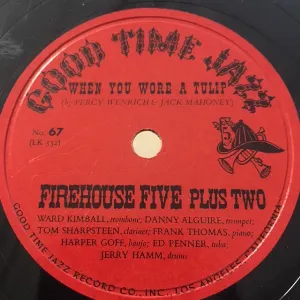 GOOD TIME JAZZ
WHEN YOU WORE A TULIP
(by PERCY WENRICH & JACK MAHONEY)
No. 67
(LK 332)
FIREHOUSE FIVE PLUS TWO
WARD KIMBALL, trombone; DANNY ALGUIRE, trumpet;
TOM SHARPSTEEN, clarinet; FRANK THOMAS, piano;
HARPER GOFF, banjo; ED PENNER, tuba;
JERRY HAMM, drums
GOOD TIME JAZZ RECORD CO., INC., LOS ANGELES, CALIFORNIA